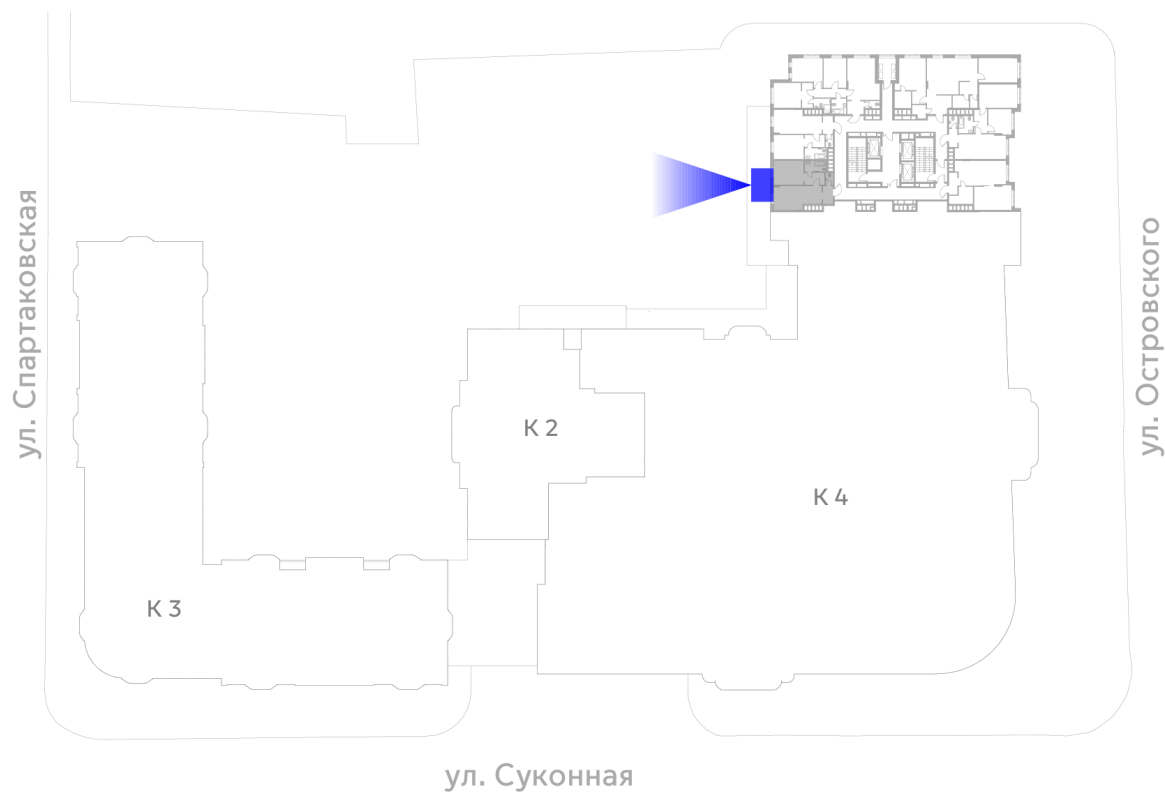 ул. Спартаковская
ул. Островского
К 2
К 4
К 3
ул. Суконная